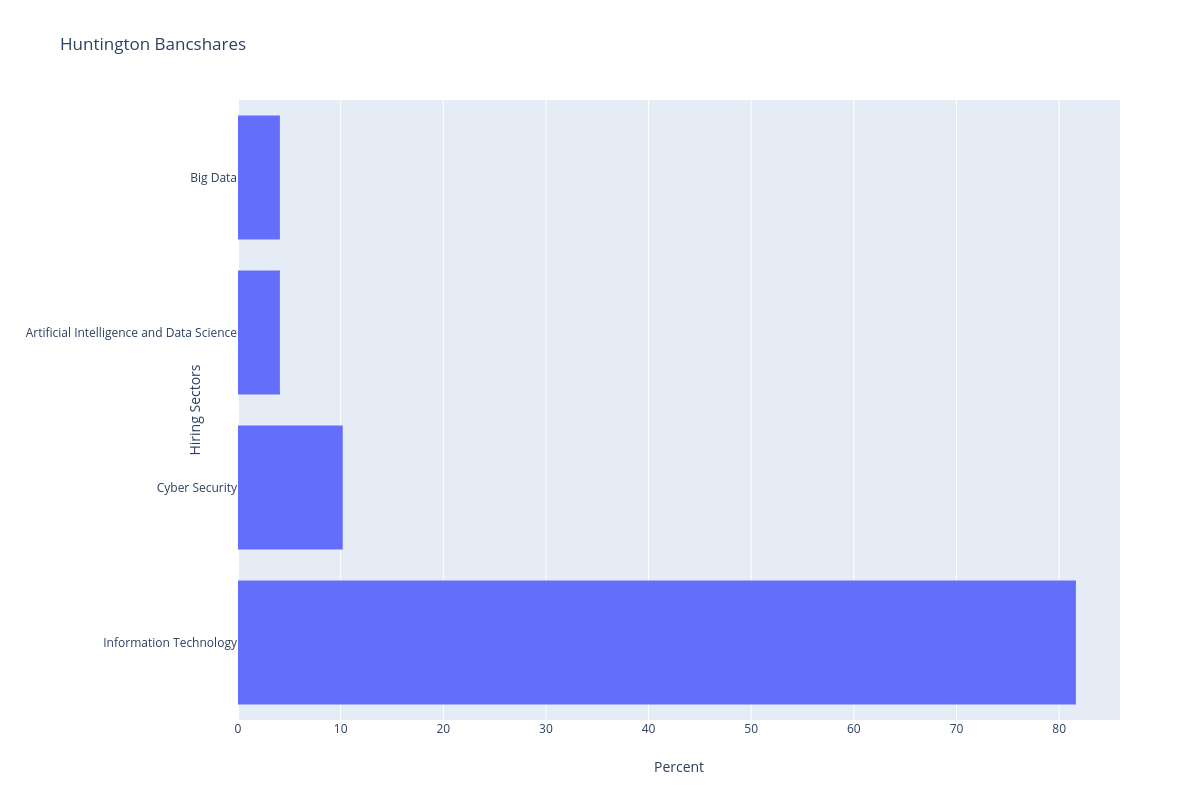 Huntington Bancshares
Big Data
Artificial Intelligence and Data Science
Hiring Sectors
Cyber Security
Information Technology
0 10 20 30 40 50 60 70 80
Percent